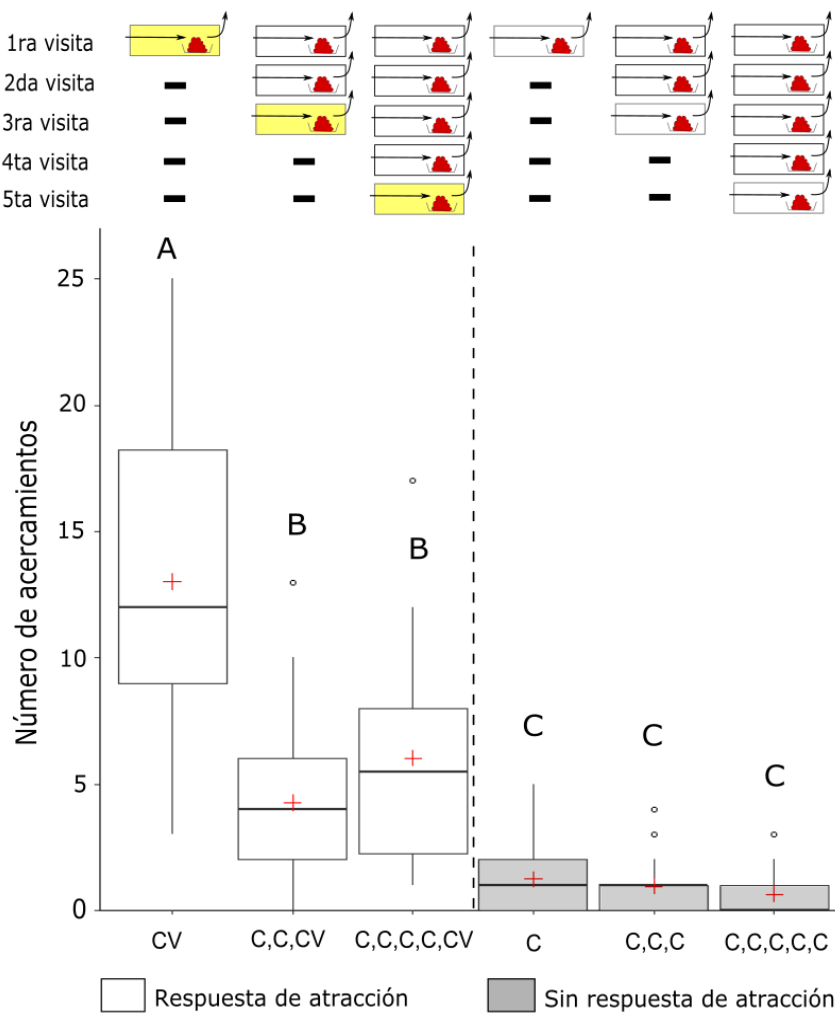 1ra visita
2da visita
3ra visita
4ta visita
5ta visita
A
25
20
B
B
15
10
C
C
C
5
0
Número de acercamientos
CV
C,C,CV
C,C,C,C,CV
C
C,C,C
C,C,C,C,C
Respuesta de atracción
Sin respuesta de atracción